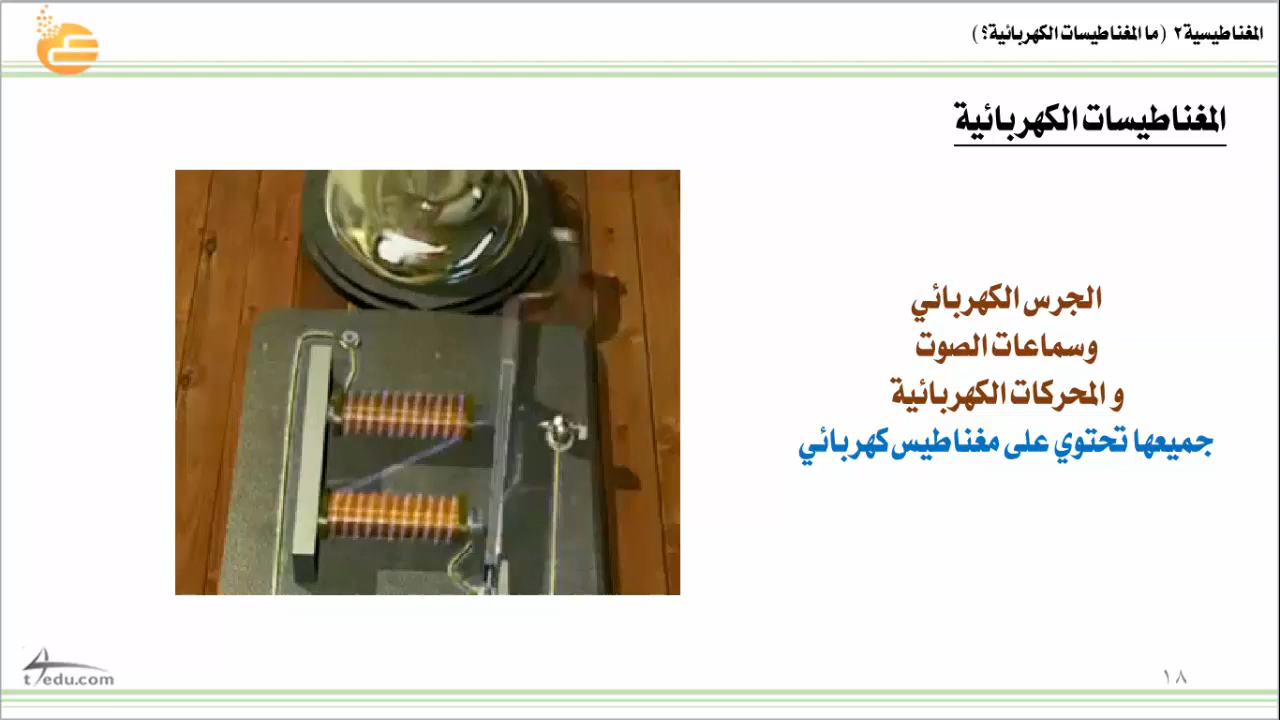 المغناطيسية٢ (ما المغناطيسات الكهربائية؟)
المغناطيسات الكهربائية
الجرس الكهربائي
وسماعات الصوت
و المحركات الكهربائية
جميعها تحتوي على مغناطيس كهربائي
t4edu.com
١٨